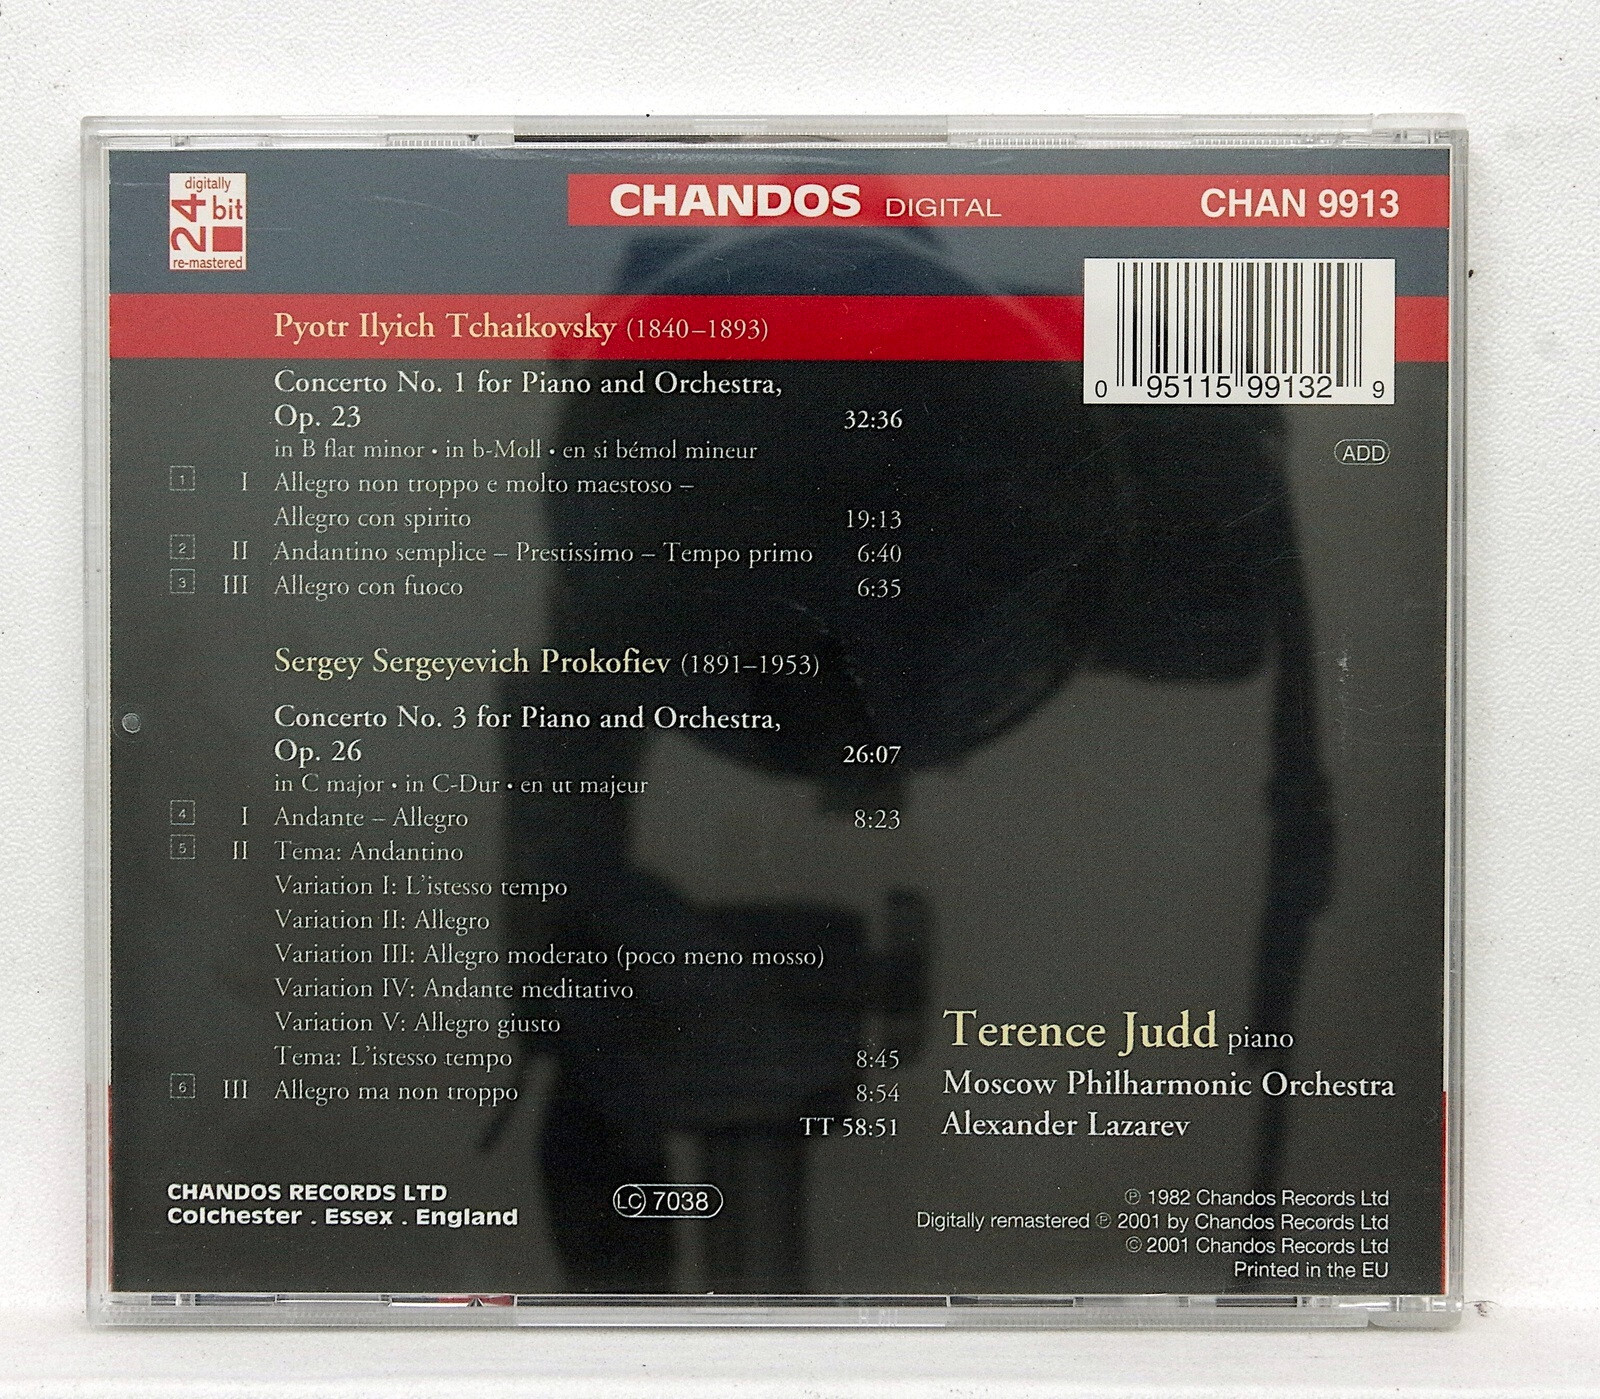 digitally
24 bit
re-mastered
CHANDOS DIGITAL
CHAN 9913
0 95115 99132 9
ADD
Pyotr Ilyich Tchaikovsky (1840–1893)
Concerto No. 1 for Piano and Orchestra,
Op. 23 32:36
in B flat minor • in b-Moll • en si bémol mineur
1 I Allegro non troppo e molto maestoso –
Allegro con spirito 19:13
2 II Andantino semplice – Prestissimo – Tempo primo 6:40
3 III Allegro con fuoco 6:35
Sergey Sergeyevich Prokofiev (1891–1953)
Concerto No. 3 for Piano and Orchestra,
Op. 26 26:07
in C major • in C-Dur • en ut majeur
4 I Andante – Allegro 8:23
5 II Tema: Andantino
Variation I: L'istesso tempo
Variation II: Allegro
Variation III: Allegro moderato (poco meno mosso)
Variation IV: Andante meditativo
Variation V: Allegro giusto
Tema: L'istesso tempo 8:45
6 III Allegro ma non troppo 8:54
TT 58:51
Terence Judd piano
Moscow Philharmonic Orchestra
Alexander Lazarev
CHANDOS RECORDS LTD
Colchester . Essex . England
LC 7038
℗ 1982 Chandos Records Ltd
Digitally remastered ℗ 2001 by Chandos Records Ltd
© 2001 Chandos Records Ltd
Printed in the EU